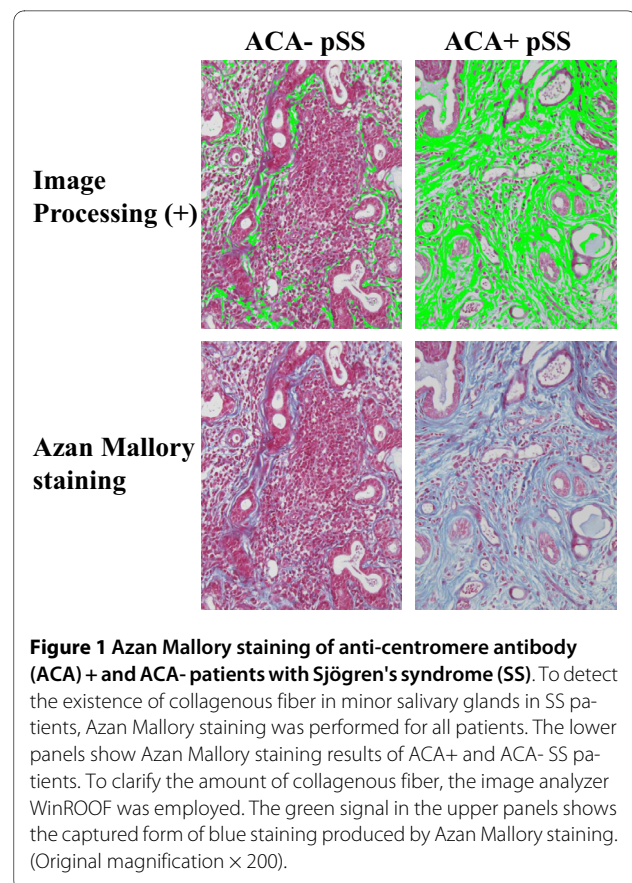 ACA- pSS ACA+ pSS
Image
Processing (+)
Azan Mallory
staining
Figure 1 Azan Mallory staining of anti-centromere antibody
(ACA) + and ACA- patients with Sjögren's syndrome (SS). To detect
the existence of collagenous fiber in minor salivary glands in SS pa-
tients, Azan Mallory staining was performed for all patients. The lower
panels show Azan Mallory staining results of ACA+ and ACA- SS pa-
tients. To clarify the amount of collagenous fiber, the image analyzer
WinROOF was employed. The green signal in the upper panels shows
the captured form of blue staining produced by Azan Mallory staining.
(Original magnification × 200).